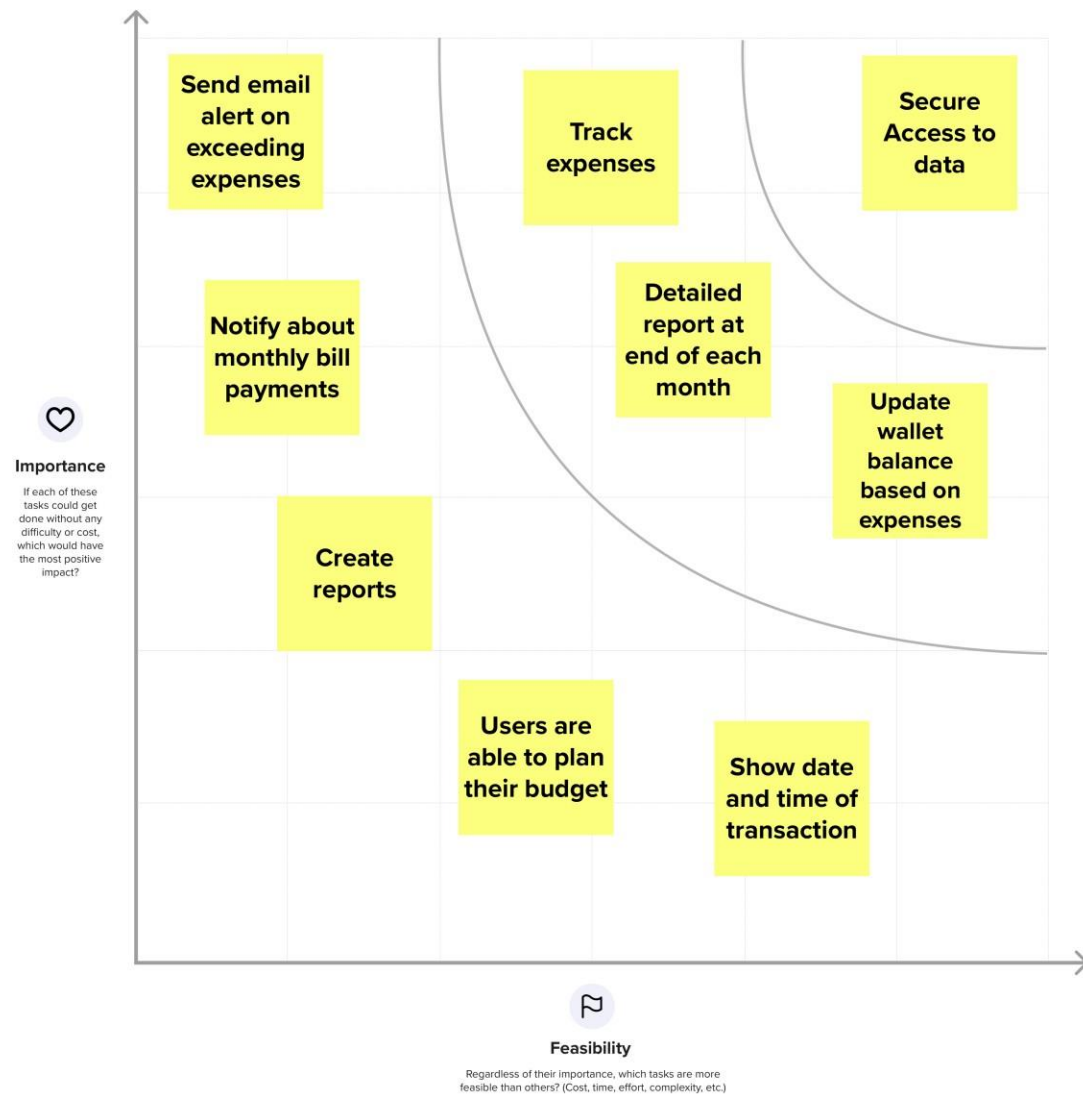 Send email
alert on
exceeding
expenses
Track
expenses
Secure
Access to
data
Notify about
monthly bill
payments
Detailed
report at
end of each
month
Update
wallet
balance
based on
expenses
Importance
If each of these
tasks could get
done without any
difficulty or cost,
which would have
the most positive
impact?
Create
reports
Users are
able to plan
their budget
Show date
and time of
transaction
Feasibility
Regardless of their importance, which tasks are more
feasible than others? (Cost, time, effort, complexity, etc.)